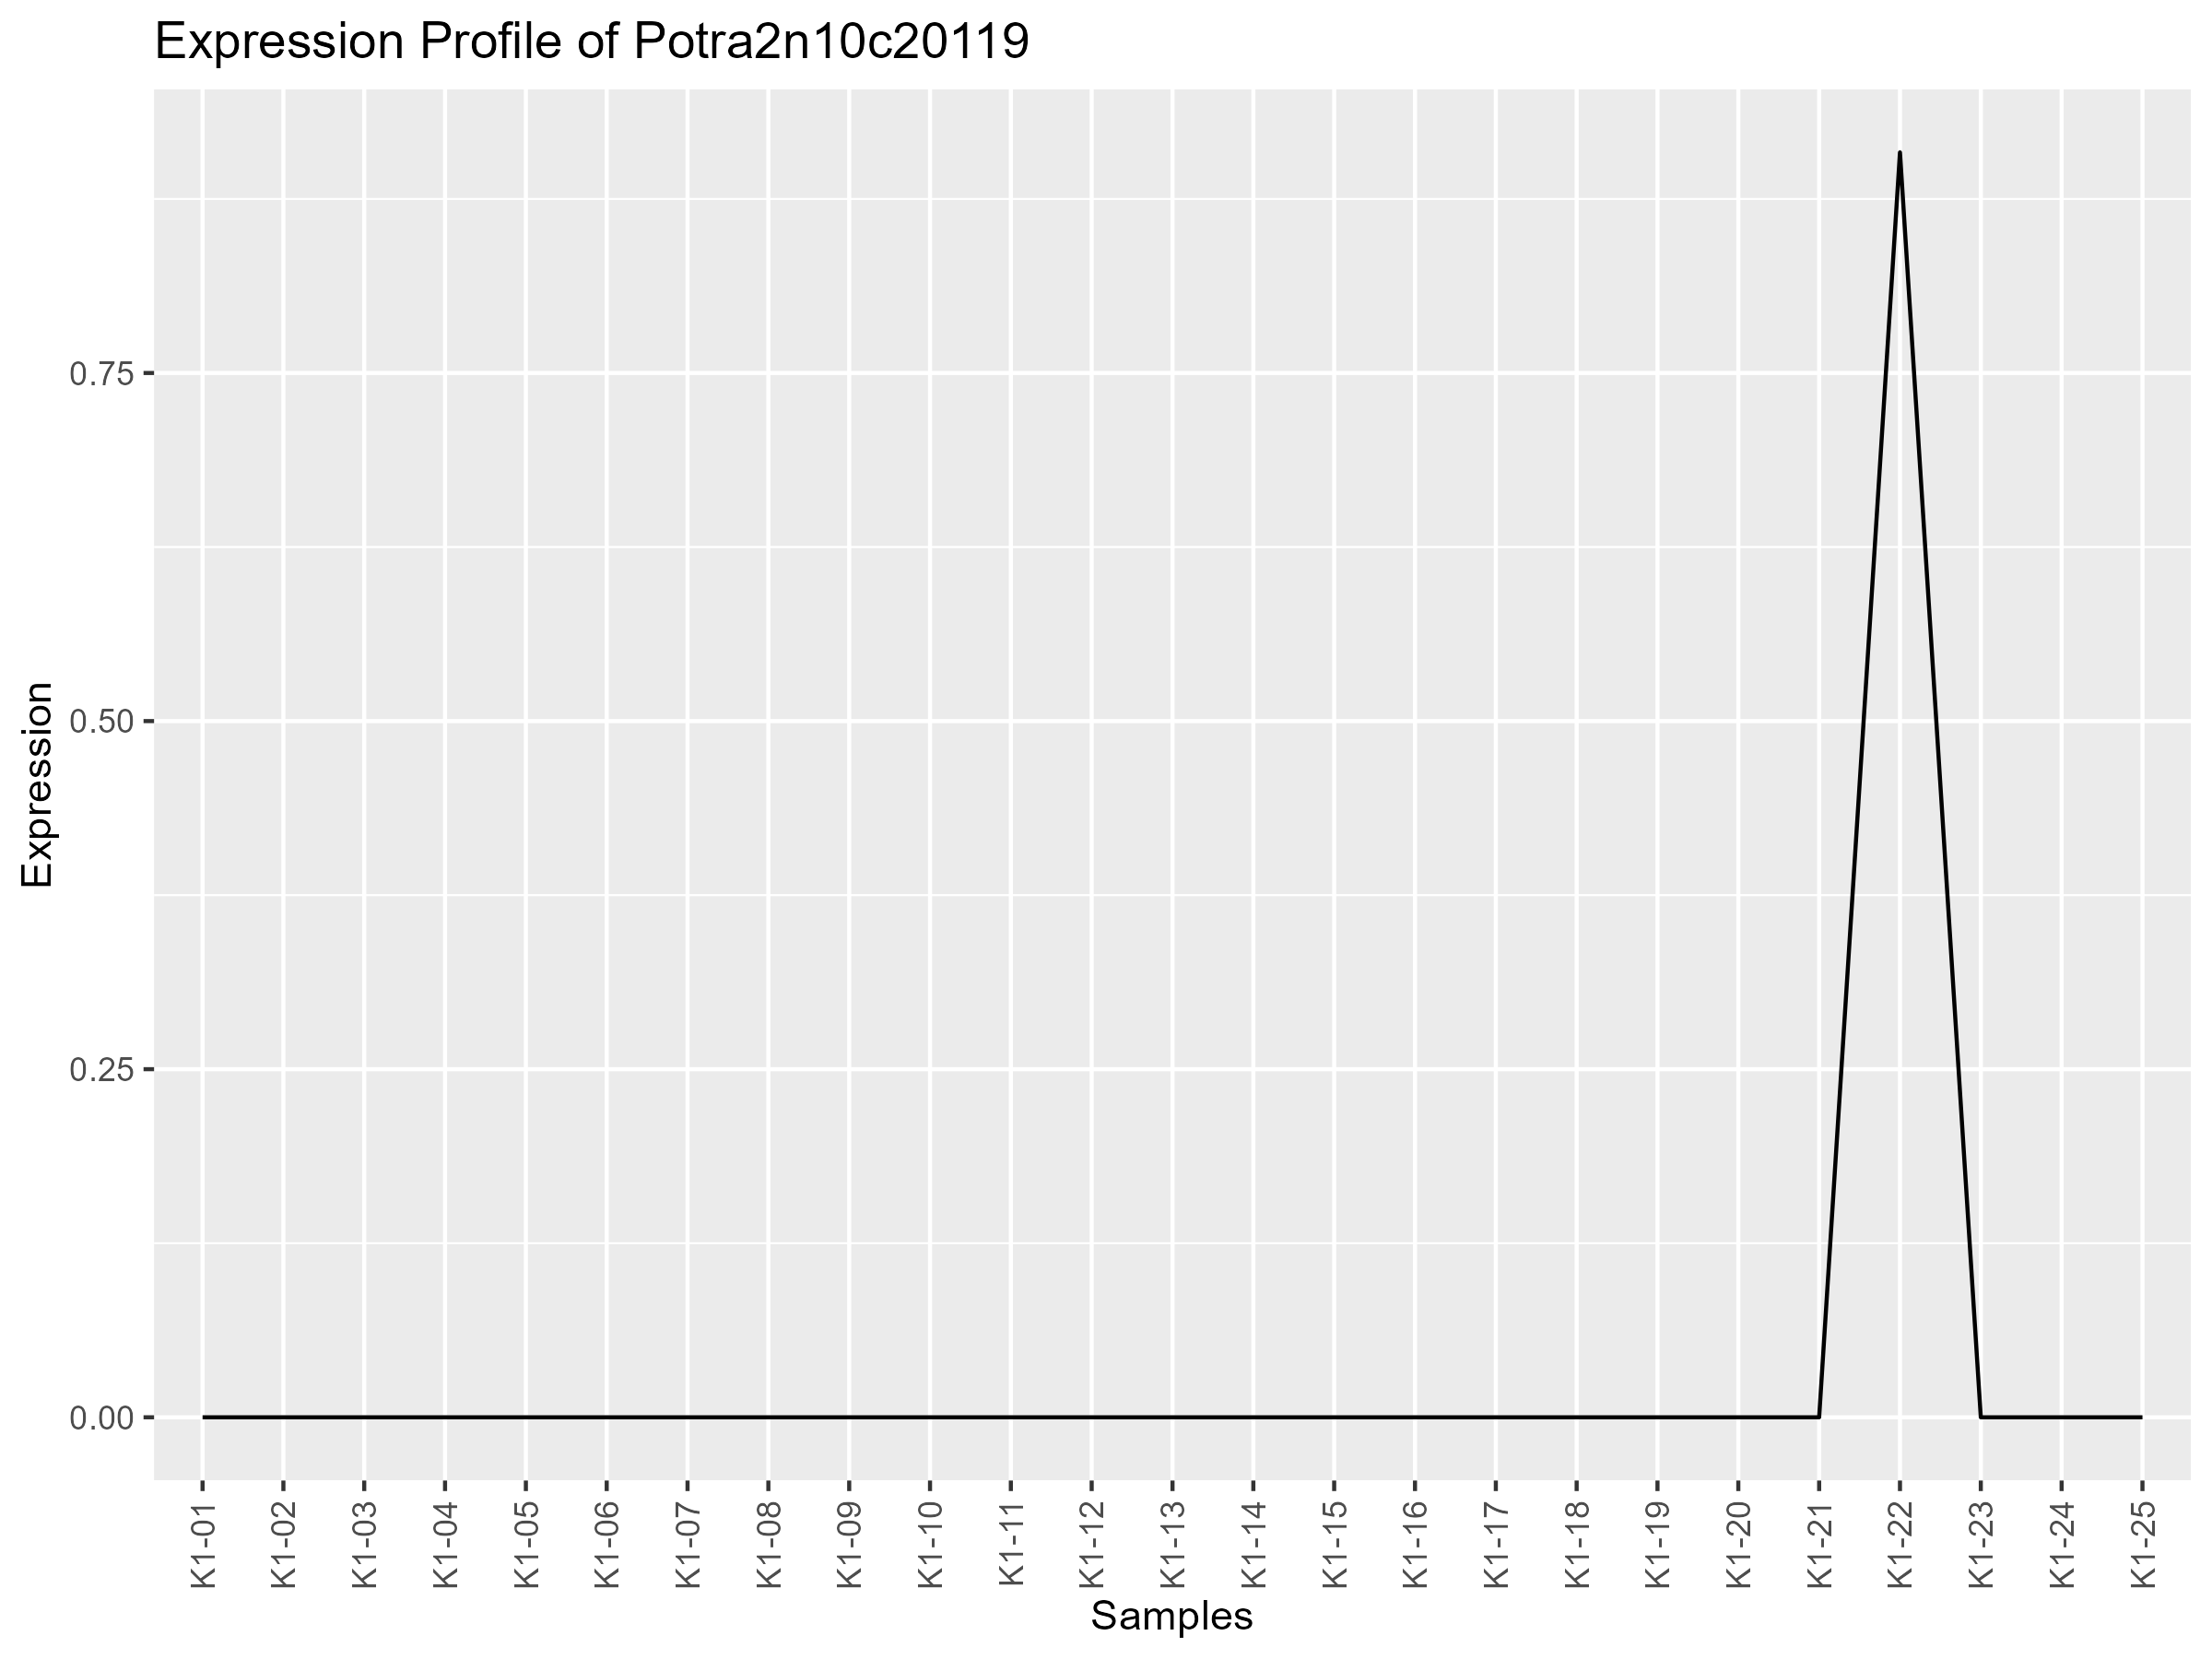 Expression Profile of Potra2n10c20119
Expression
0.75
0.50
0.25
0.00
K1-01
K1-02
K1-03
K1-04
K1-05
K1-06
K1-07
K1-08
K1-09
K1-10
K1-11
K1-12
K1-13
K1-14
K1-15
K1-16
K1-17
K1-18
K1-19
K1-20
K1-21
K1-22
K1-23
K1-24
K1-25
Samples